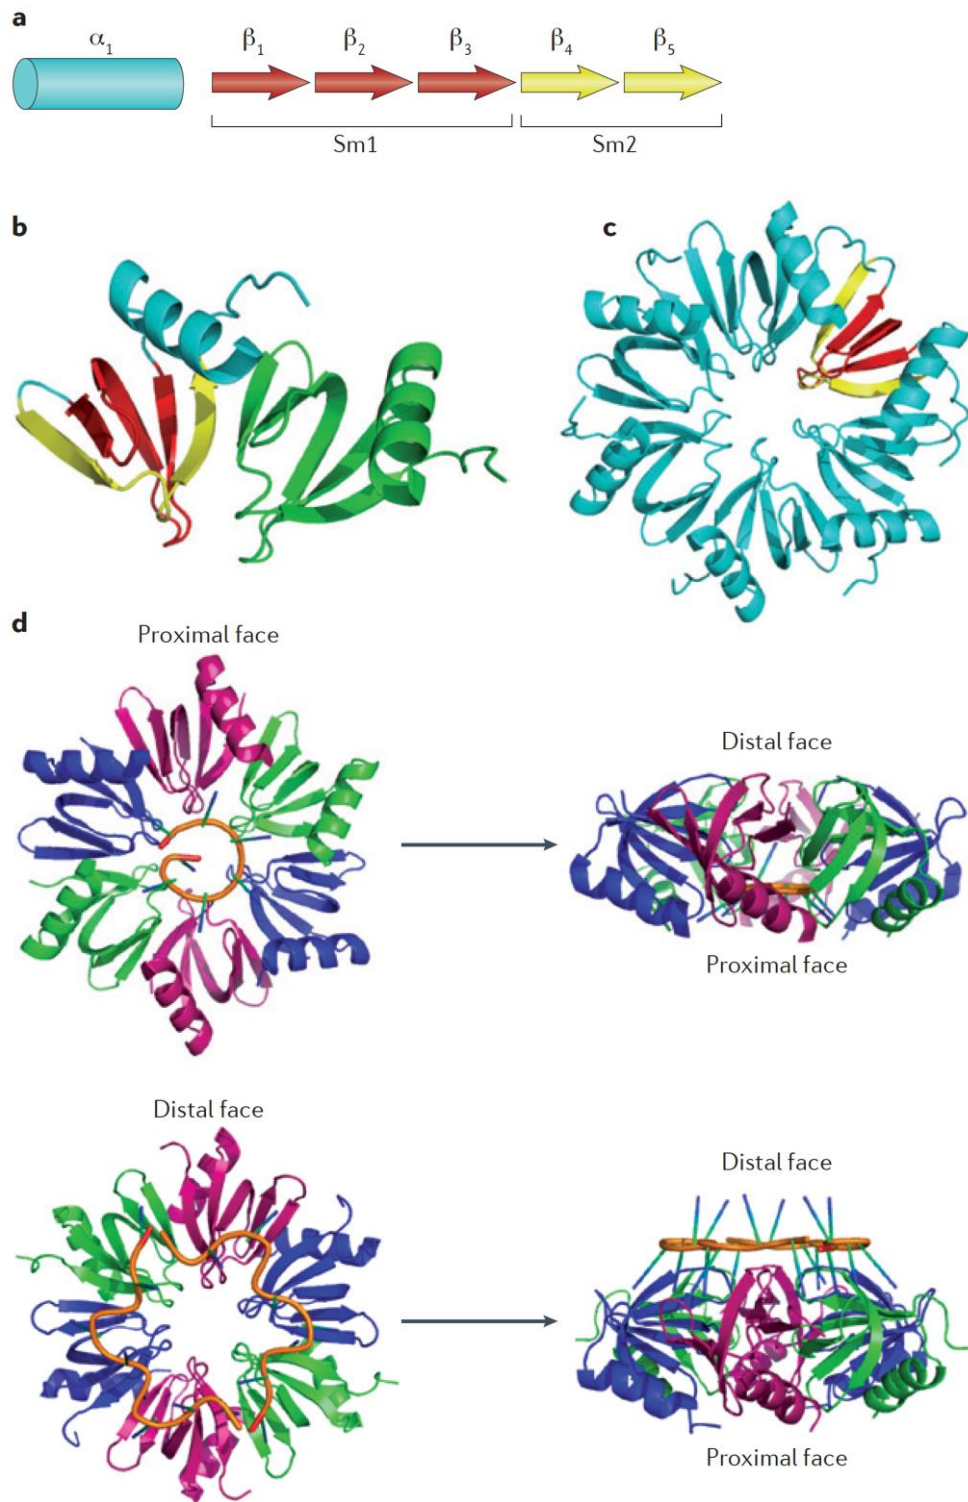 a
α1
β1
β2
β3
β4
β5
Sm1
Sm2
b
c
d
Proximal face
Distal face
Proximal face
Distal face
Distal face
Proximal face